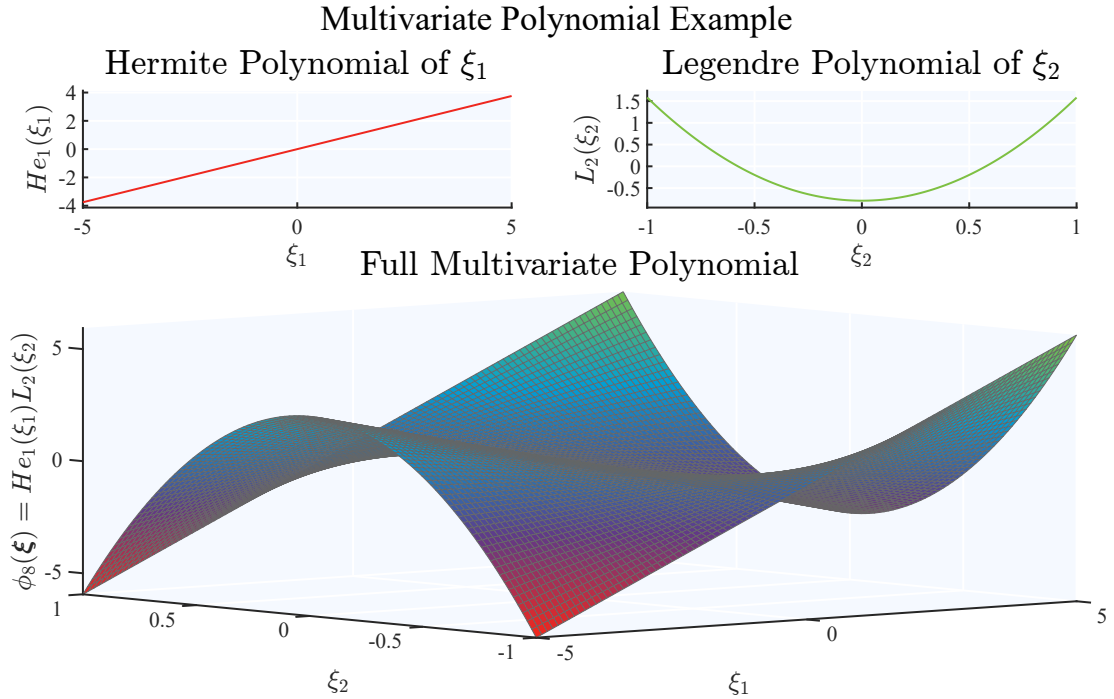 Multivariate Polynomial Example
Hermite Polynomial of ξ₁
Legendre Polynomial of ξ₂
He₁(ξ₁)
4
2
0
-2
-4
-5
0
5
ξ₁
L₂(ξ₂)
1.5
1
0.5
0
-0.5
-1
-0.5
0
0.5
1
ξ₂
Full Multivariate Polynomial
ϕ₈(ξ) = He₁(ξ₁)L₂(ξ₂)
5
0
-5
1
0.5
0
-0.5
-1
ξ₂
-5
0
5
ξ₁